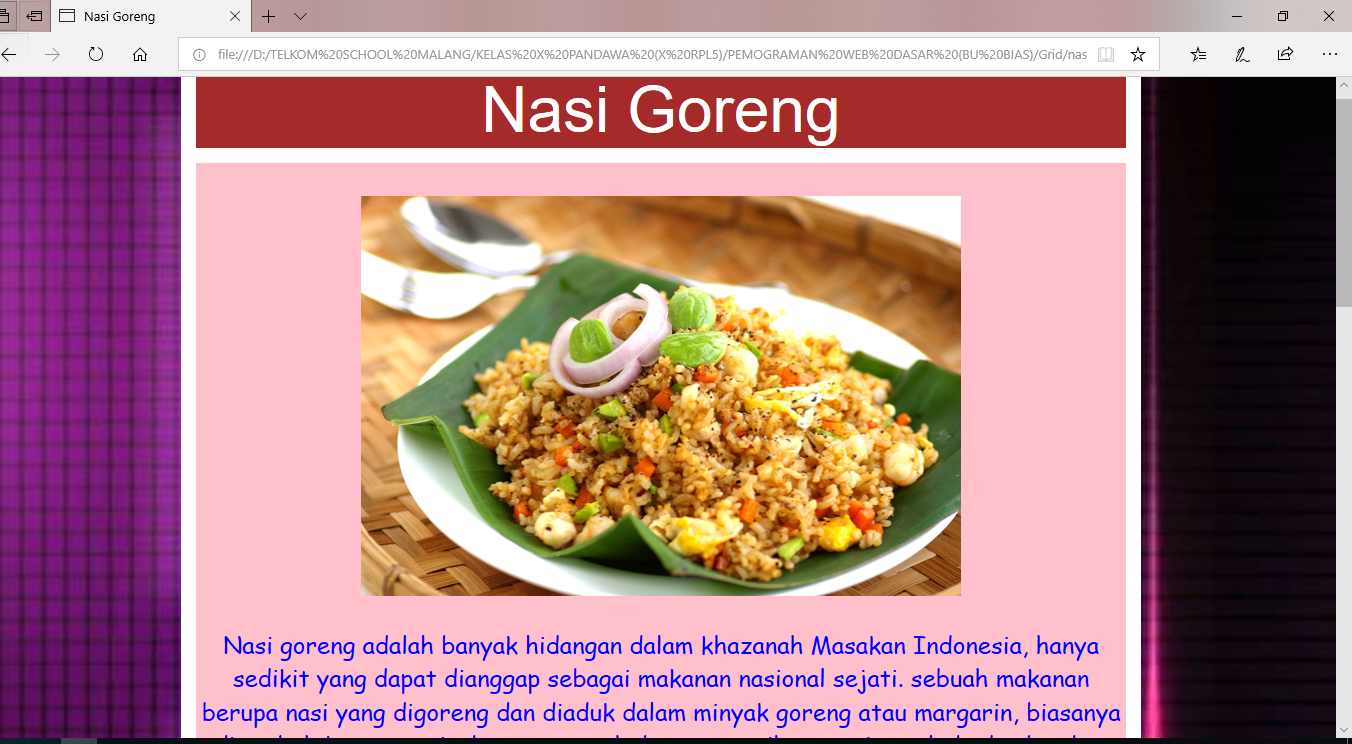 Nasi Goreng
file:///D:/TELKOM%20SCHOOL%20MALANG/KELAS%20X%20PANDAWA%20(X%20RPL5)/PEMOGRAMAN%20WEB%20DASAR%20(BU%20BIAS)/Grid/nas
Nasi Goreng
Nasi goreng adalah banyak hidangan dalam khazanah Masakan Indonesia, hanya
sedikit yang dapat dianggap sebagai makanan nasional sejati. sebuah makanan
berupa nasi yang digoreng dan diaduk dalam minyak goreng atau margarin, biasanya